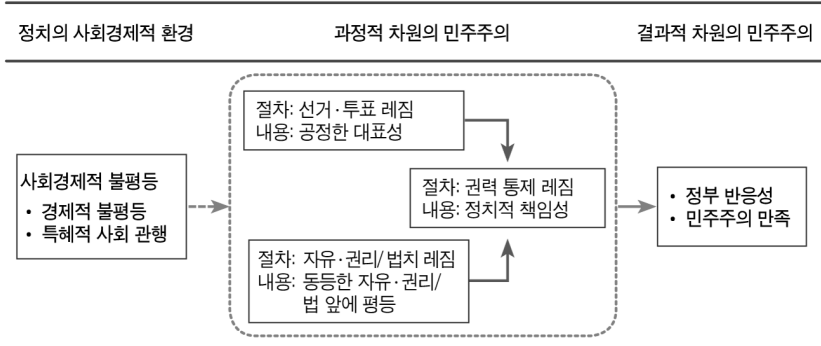 정치의 사회경제적 환경
과정적 차원의 민주주의
결과적 차원의 민주주의
사회경제적 불평등
• 경제적 불평등
• 특혜적 사회 관행
절차: 선거·투표 레짐
내용: 공정한 대표성
절차: 권력 통제 레짐
내용: 정치적 책임성
절차: 자유·권리/법치 레짐
내용: 동등한 자유·권리/
법 앞에 평등
• 정부 반응성
• 민주주의 만족